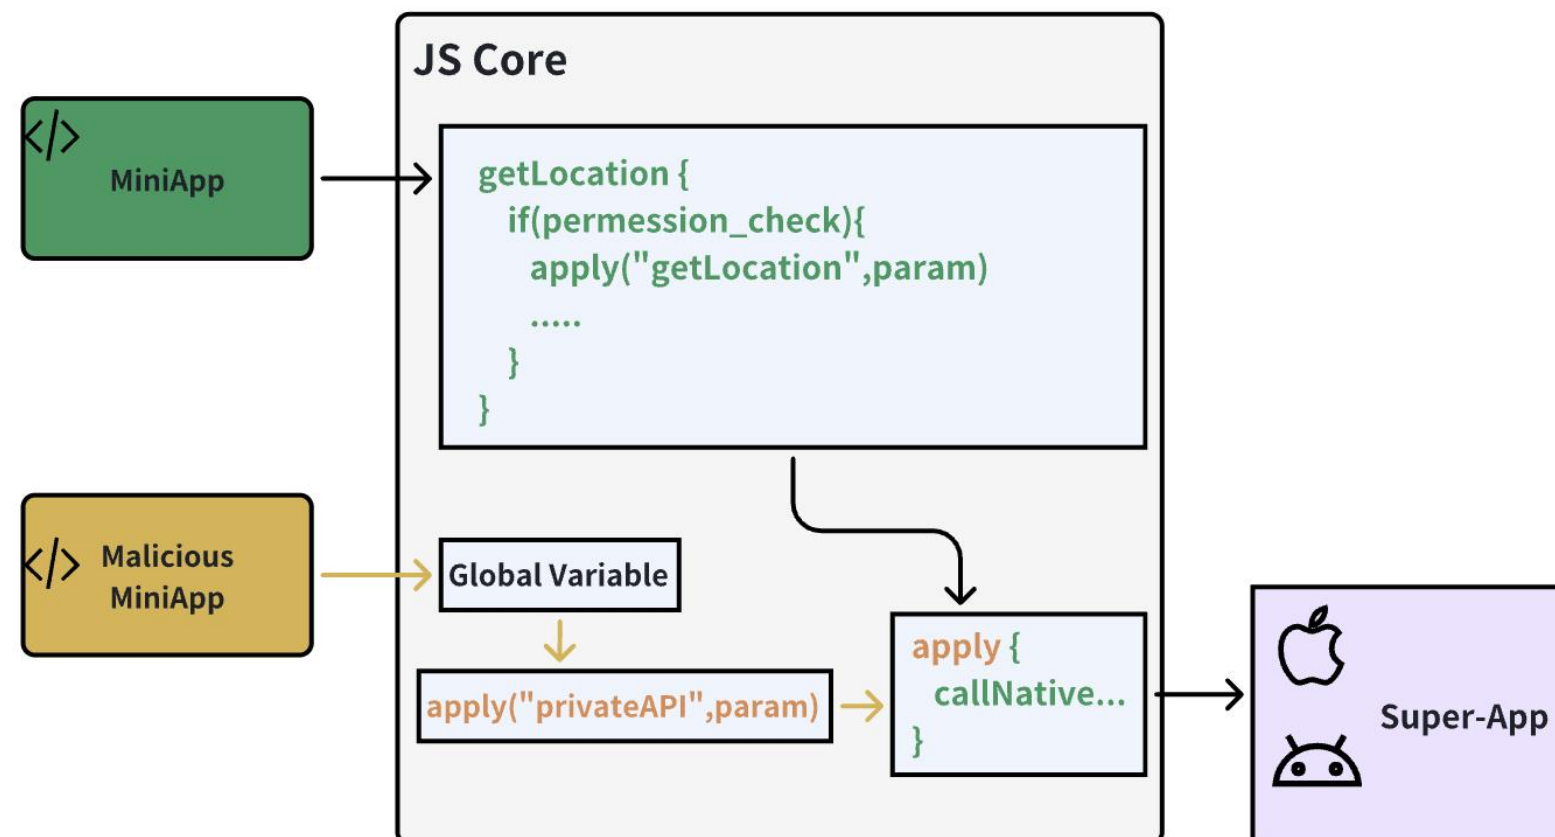 JS Core
</>
MiniApp
getLocation {
if(permession_check){
apply("getLocation",param)
.....
}
}
</>
Malicious
MiniApp
Global Variable
apply("privateAPI",param)
apply {
callNative...
}
Super-App